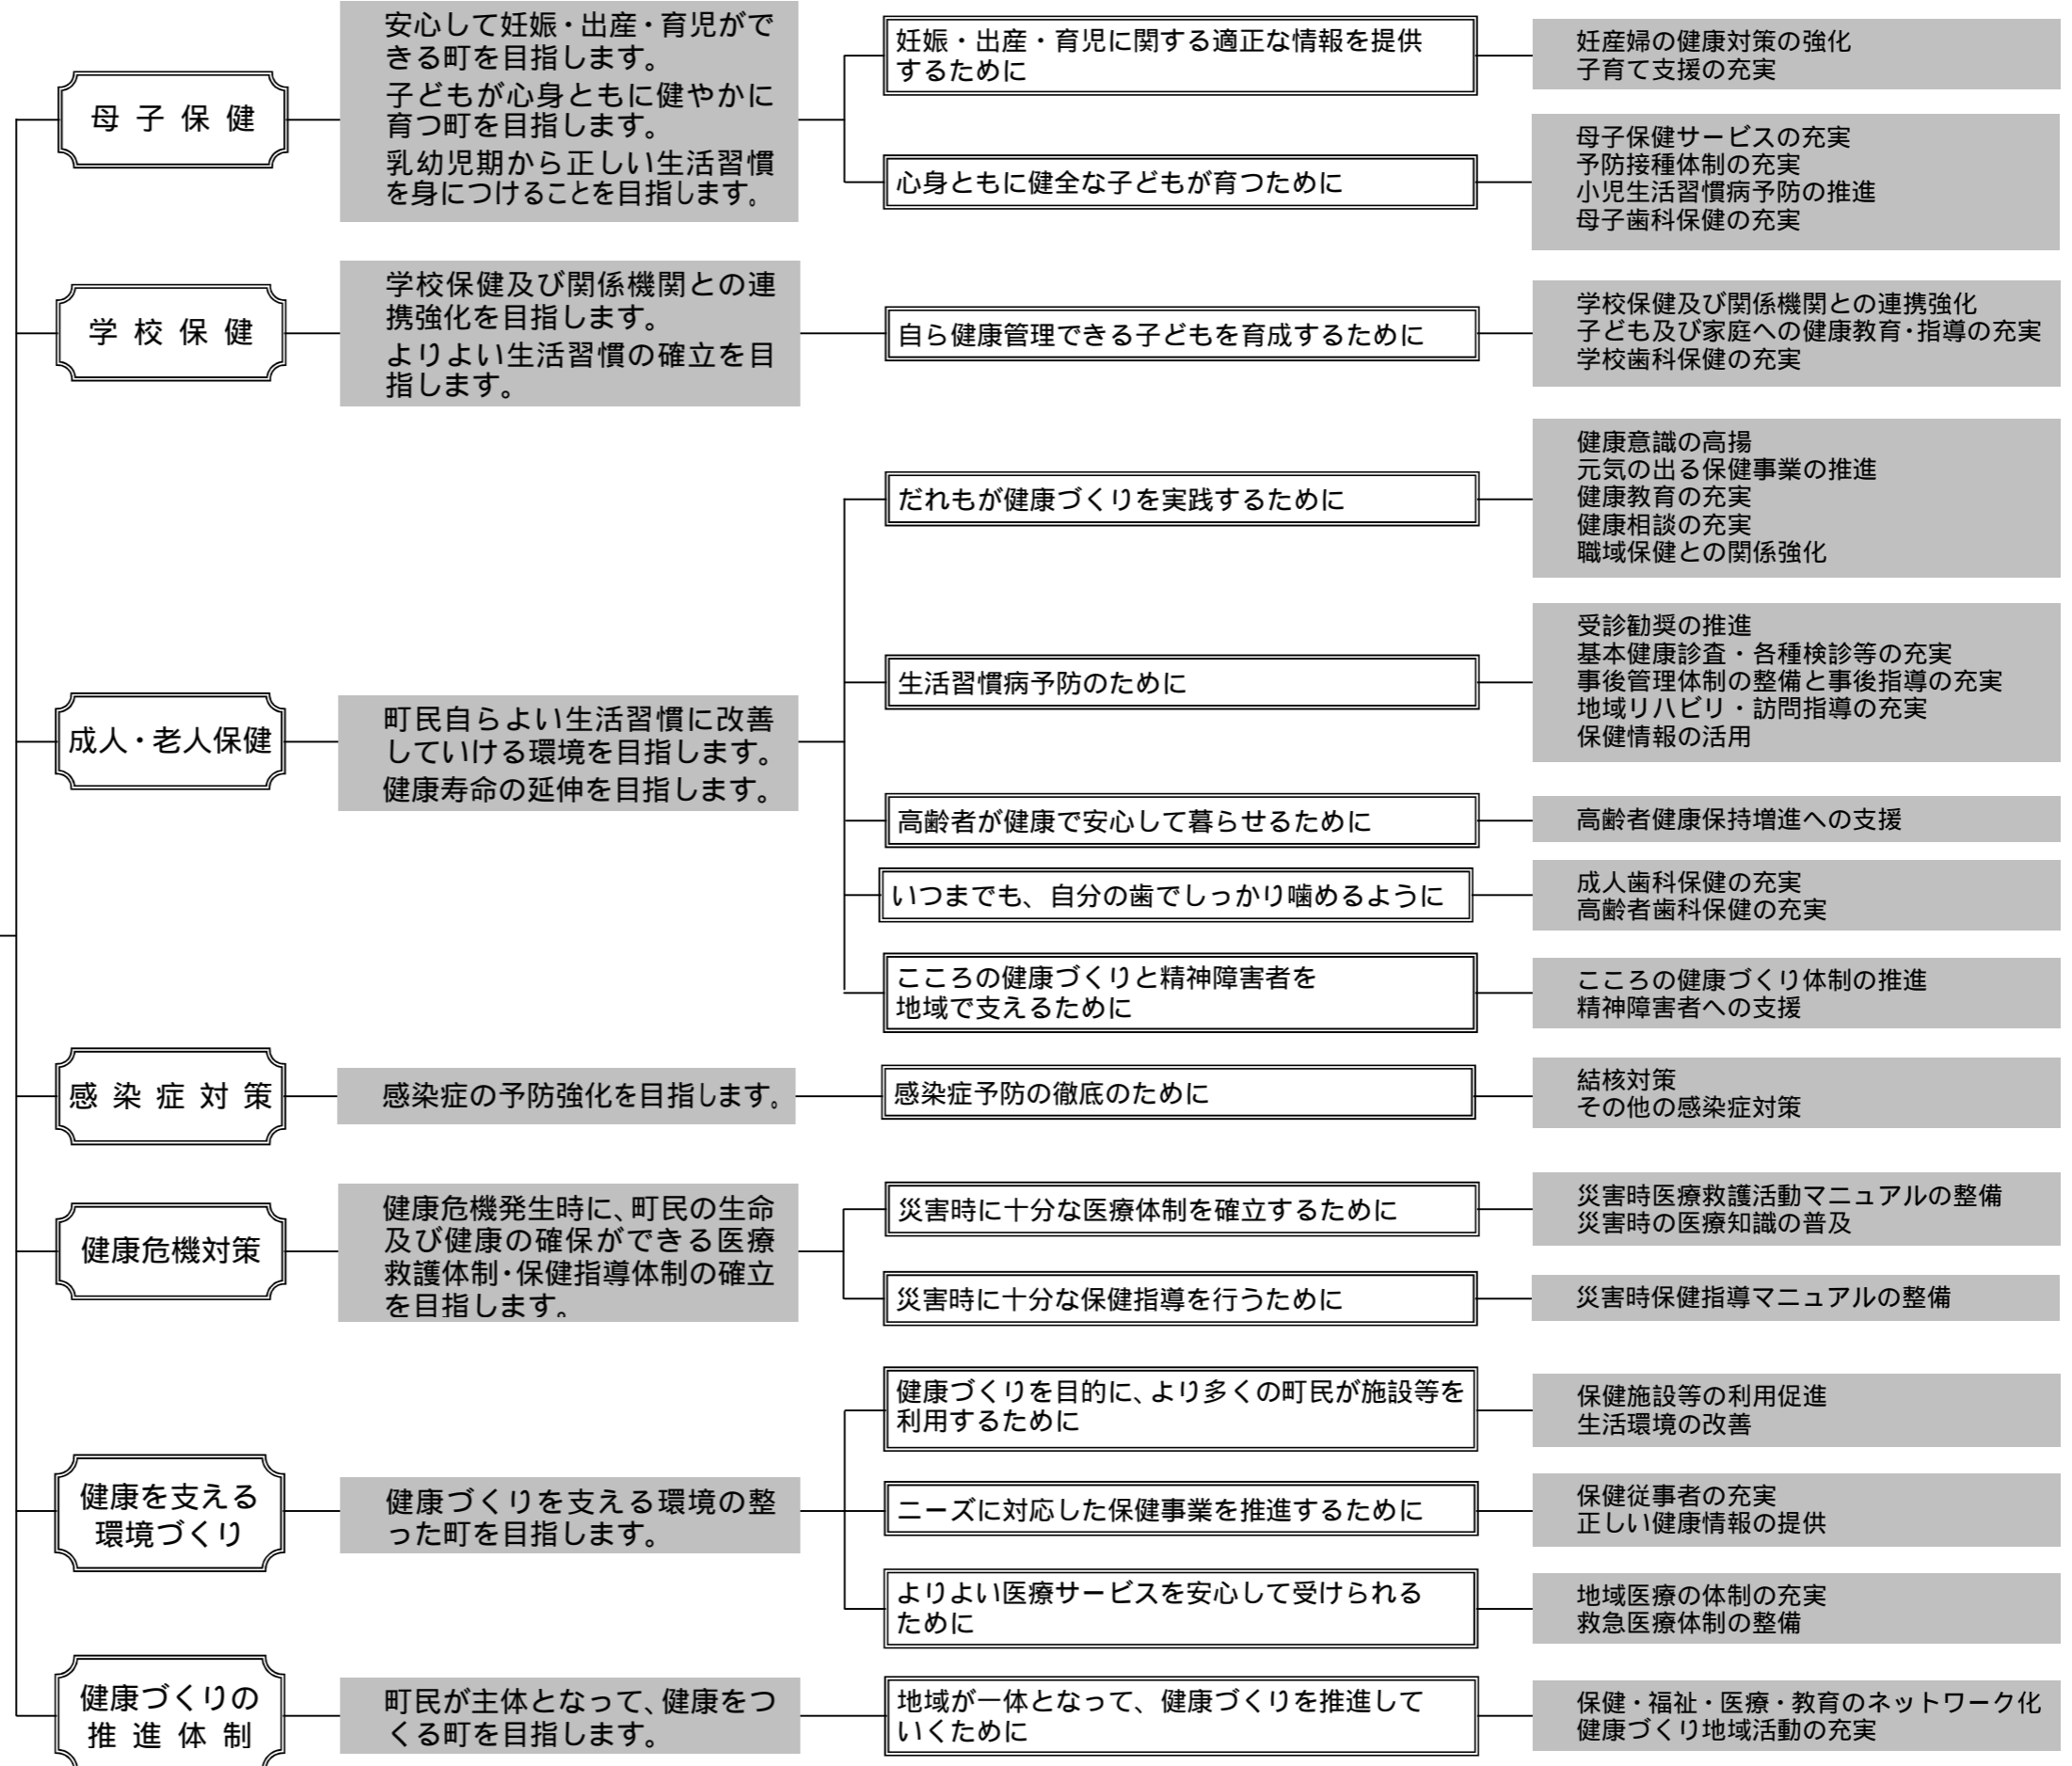 母子保健
安心して妊娠・出産・育児がで
きる町を目指します。
子どもが心身ともに健やかに
育つ町を目指します。
乳幼児期から正しい生活習慣
を身につけることを目指します。
妊娠・出産・育児に関する適正な情報を提供
するために
妊産婦の健康対策の強化
子育て支援の充実
心身ともに健全な子どもが育つために
母子保健サービスの充実
予防接種体制の充実
小児生活習慣病予防の推進
母子歯科保健の充実
学校保健
学校保健及び関係機関との連
携強化を目指します。
よりよい生活習慣の確立を目
指します。
自ら健康管理できる子どもを育成するために
学校保健及び関係機関との連携強化
子ども及び家庭への健康教育・指導の充実
学校歯科保健の充実
成人・老人保健
町民自らよい生活習慣に改善
していける環境を目指します。
健康寿命の延伸を目指します。
だれもが健康づくりを実践するために
健康意識の高揚
元気の出る保健事業の推進
健康教育の充実
健康相談の充実
職域保健との関係強化
生活習慣病予防のために
受診勧奨の推進
基本健康診査・各種検診等の充実
事後管理体制の整備と事後指導の充実
地域リハビリ・訪問指導の充実
保健情報の活用
高齢者が健康で安心して暮らせるために
高齢者健康保持増進への支援
いつまでも、自分の歯でしっかり噛めるように
成人歯科保健の充実
高齢者歯科保健の充実
こころの健康づくりと精神障害者を
地域で支えるために
こころの健康づくり体制の推進
精神障害者への支援
感染症対策
感染症の予防強化を目指します。
感染症予防の徹底のために
結核対策
その他の感染症対策
健康危機対策
健康危機発生時に、町民の生命
及び健康の確保ができる医療
救護体制・保健指導体制の確立
を目指します。
災害時に十分な医療体制を確立するために
災害時医療救護活動マニュアルの整備
災害時の医療知識の普及
災害時に十分な保健指導を行うために
災害時保健指導マニュアルの整備
健康を支える
環境づくり
健康づくりを支える環境の整
った町を目指します。
健康づくりを目的に、より多くの町民が施設等を
利用するために
保健施設等の利用促進
生活環境の改善
ニーズに対応した保健事業を推進するために
保健従事者の充実
正しい健康情報の提供
よりよい医療サービスを安心して受けられる
ために
地域医療の体制の充実
救急医療体制の整備
健康づくりの
推進体制
町民が主体となって、健康をつ
くる町を目指します。
地域が一体となって、健康づくりを推進して
いくために
保健・福祉・医療・教育のネットワーク化
健康づくり地域活動の充実